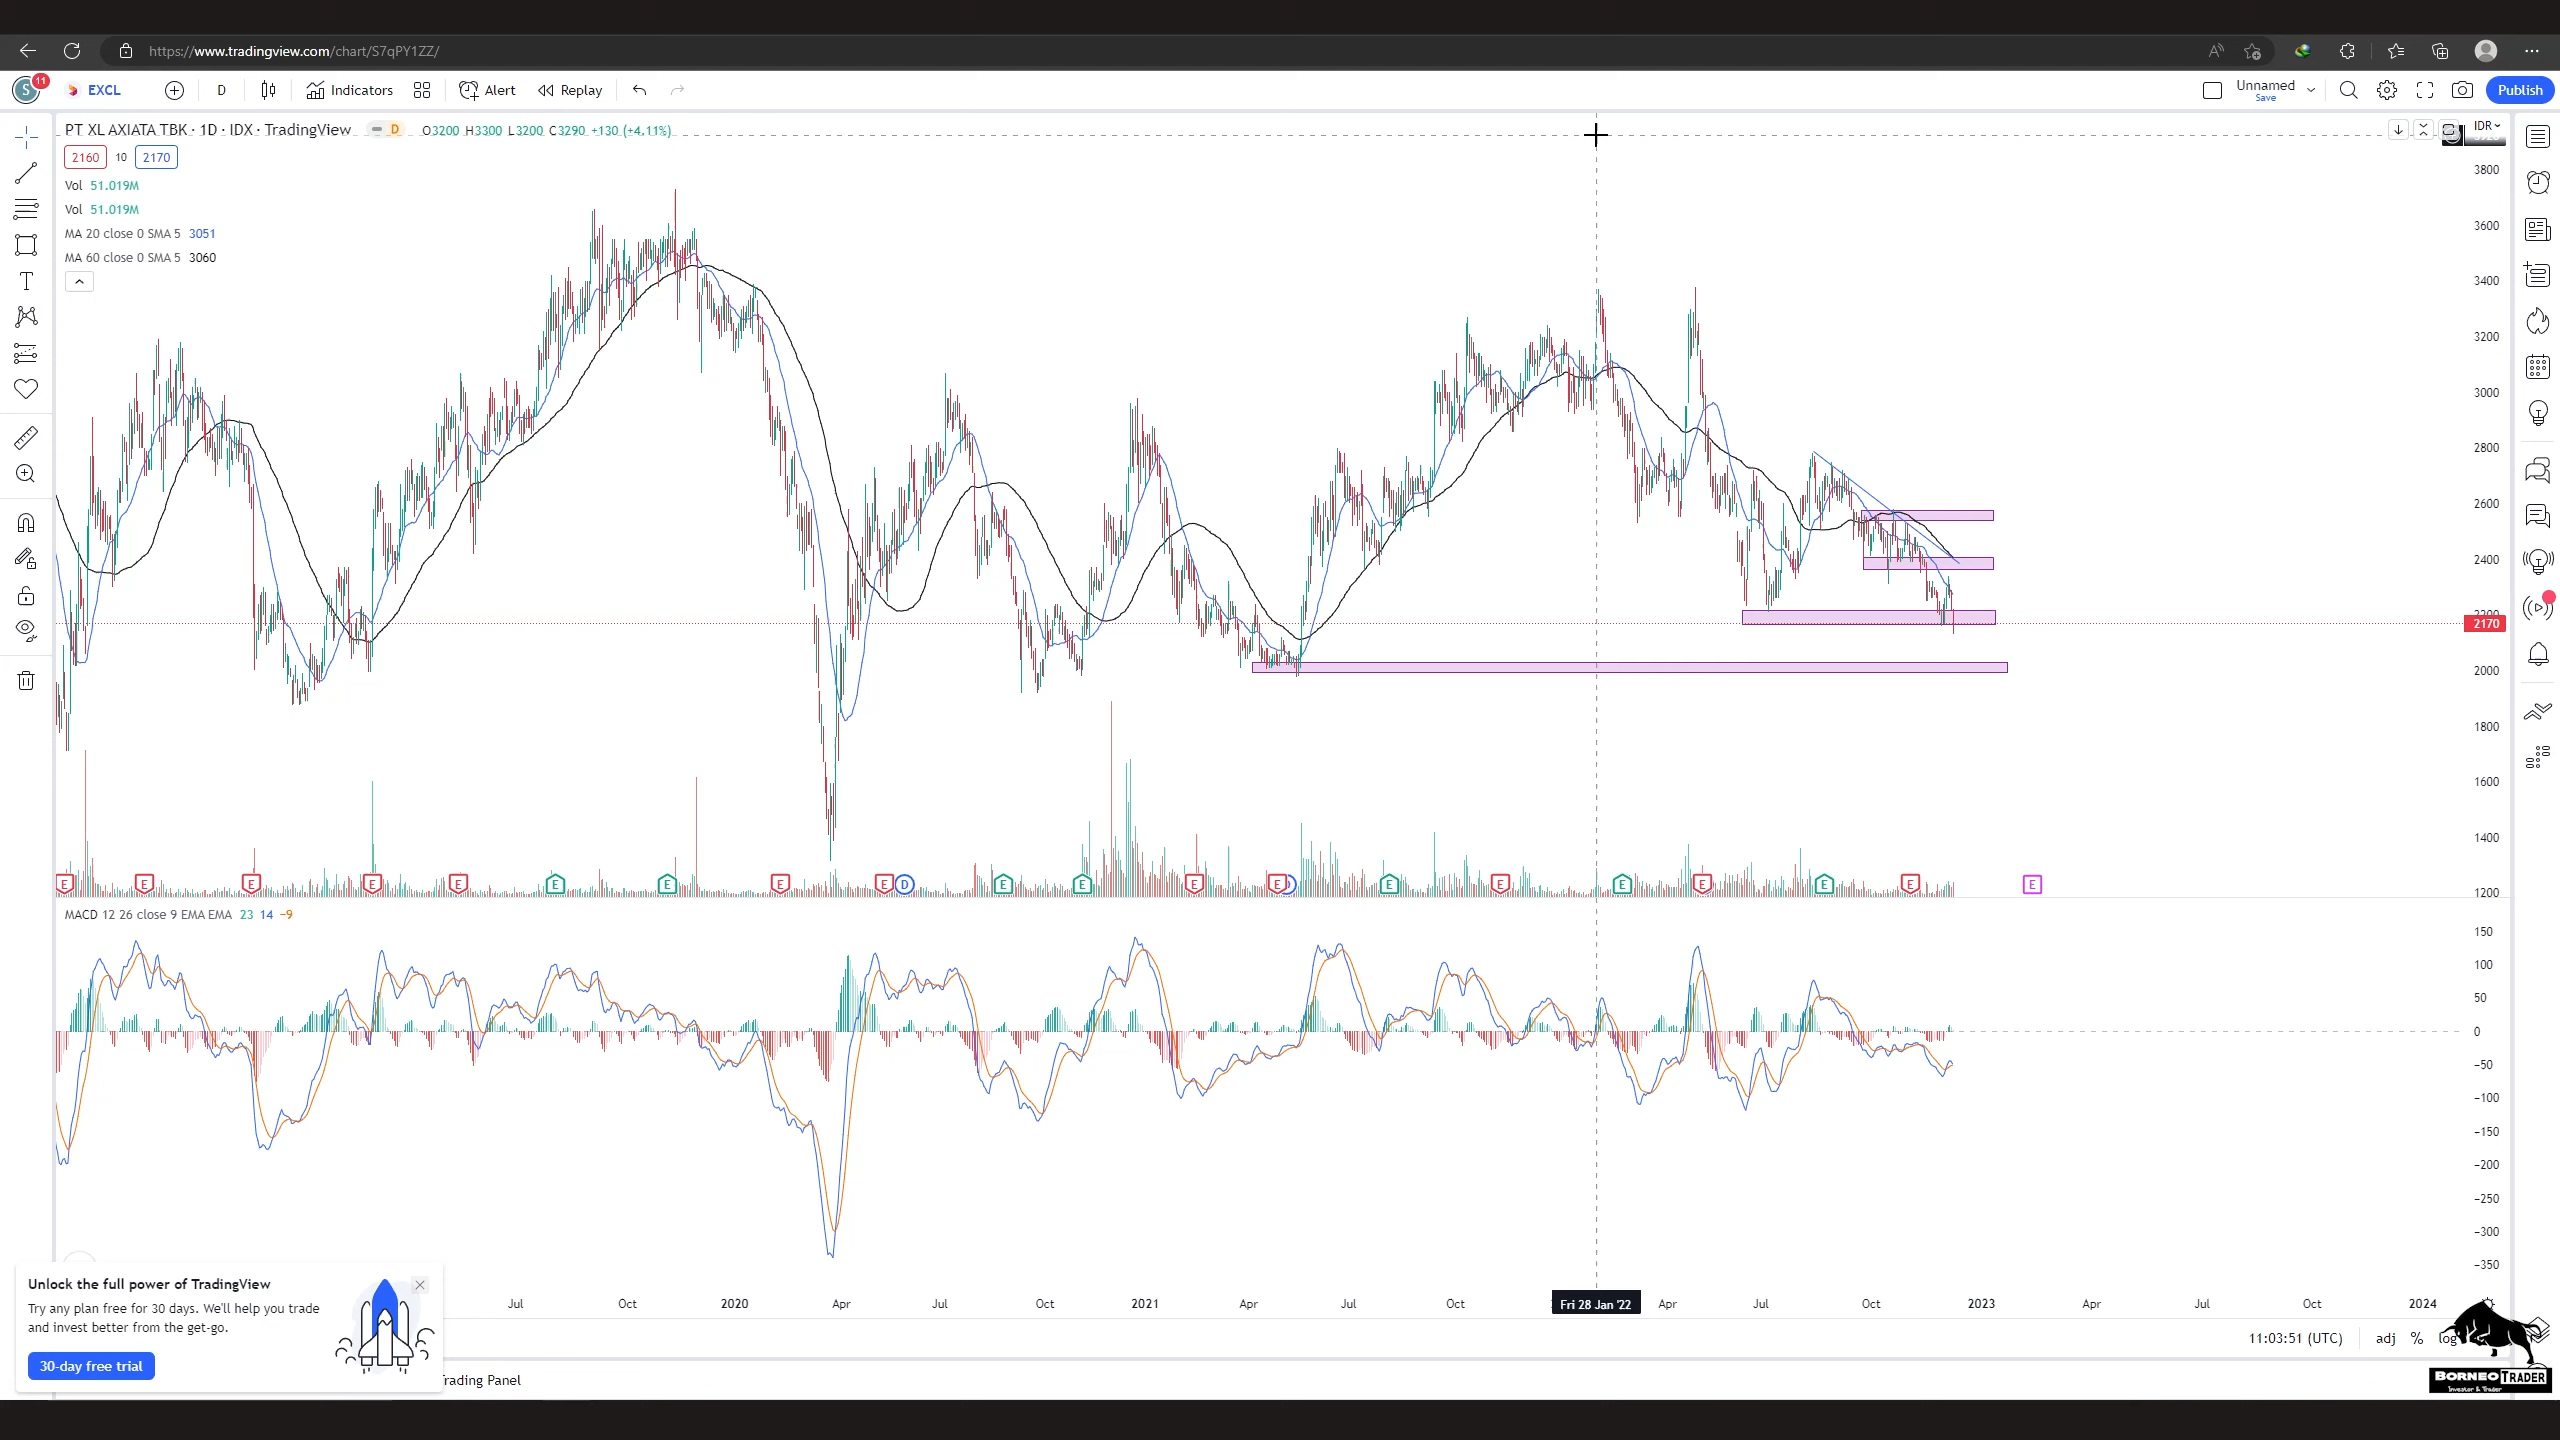 https://www.tradingview.com/chart/S7qPY1ZZ/
S 11 EXCL D Indicators Alert Replay Unnamed Save Publish
PT XL AXIATA TBK · 1D · IDX · TradingView D O3200 H3300 L3200 C3290 +130 (+4.11%) IDR
2160 10 2170
Vol 51.019M
Vol 51.019M
MA 20 close 0 SMA 5 3051
MA 60 close 0 SMA 5 3060
3800
3600
3400
3200
3000
2800
2600
2400
2200
2170
2000
1800
1600
1400
1200
E E E E E E E E E D E E E E E E E E E E E E
MACD 12 26 close 9 EMA EMA 23 14 −9
150
100
50
0
−50
−100
−150
−200
−250
−300
−350
Jul Oct 2020 Apr Jul Oct 2021 Apr Jul Oct Fri 28 Jan '22 Apr Jul Oct 2023 Apr Jul Oct 2024
Unlock the full power of TradingView
Try any plan free for 30 days. We'll help you trade
and invest better from the get-go.
30-day free trial
11:03:51 (UTC) adj % log
Trading Panel
BORNEO TRADER
Investor & Trader